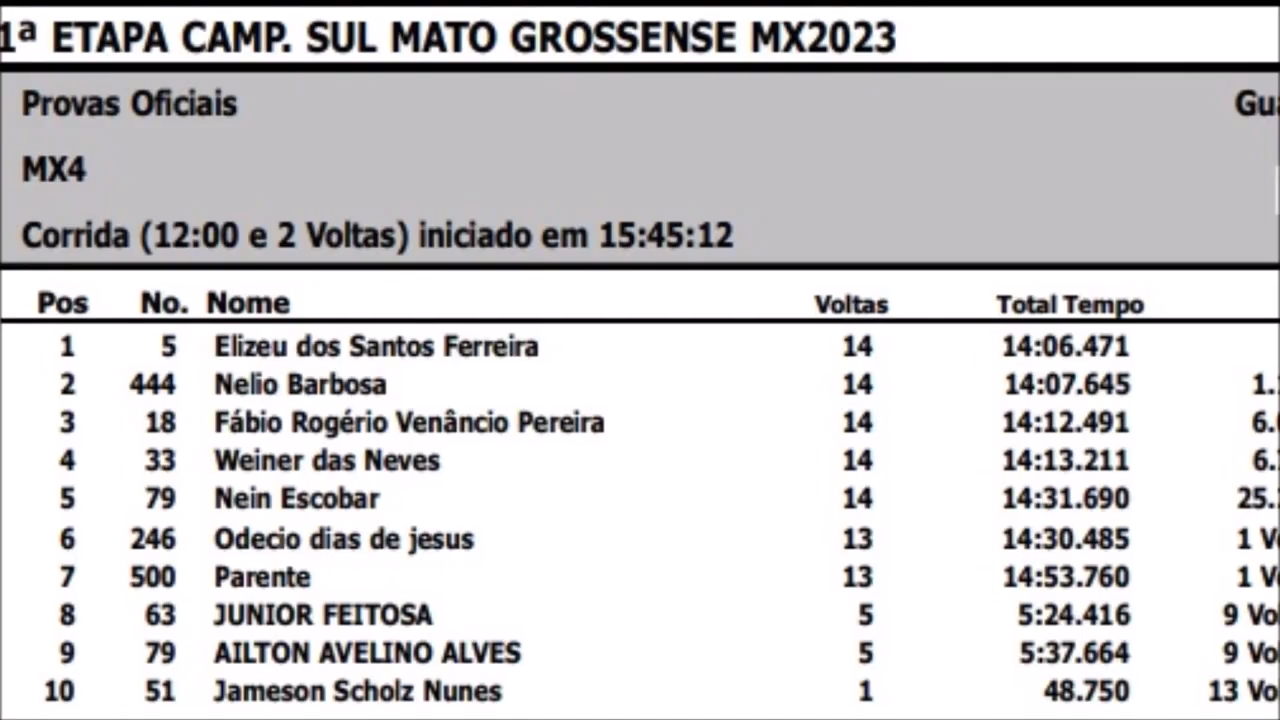 1ª ETAPA CAMP. SUL MATO GROSSENSE MX2023
Provas Oficiais
MX4
Corrida (12:00 e 2 Voltas) iniciado em 15:45:12
Pos No. Nome Voltas Total Tempo
1 5 Elizeu dos Santos Ferreira 14 14:06.471
2 444 Nelio Barbosa 14 14:07.645
3 18 Fábio Rogério Venâncio Pereira 14 14:12.491
4 33 Weiner das Neves 14 14:13.211
5 79 Nein Escobar 14 14:31.690
6 246 Odecio dias de jesus 13 14:30.485 1
7 500 Parente 13 14:53.760 1
8 63 JUNIOR FEITOSA 5 5:24.416 9 Vo
9 79 AILTON AVELINO ALVES 5 5:37.664 9 Vo
10 51 Jameson Scholz Nunes 1 48.750 13 Vo